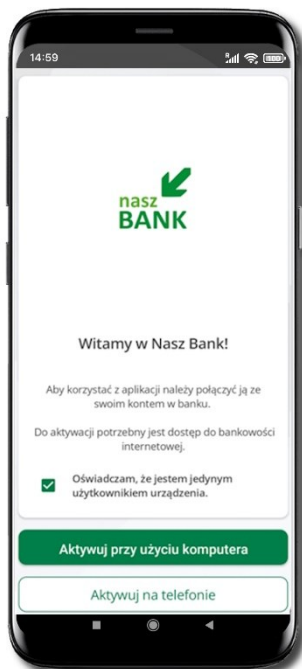 14:59
nasz
BANK
Witamy w Nasz Bank!
Aby korzystać z aplikacji należy połączyć ją ze
swoim kontem w banku.
Do aktywacji potrzebny jest dostęp do bankowości
internetowej.
Oświadczam, że jestem jedynym
użytkownikiem urządzenia.
Aktywuj przy użyciu komputera
Aktywuj na telefonie